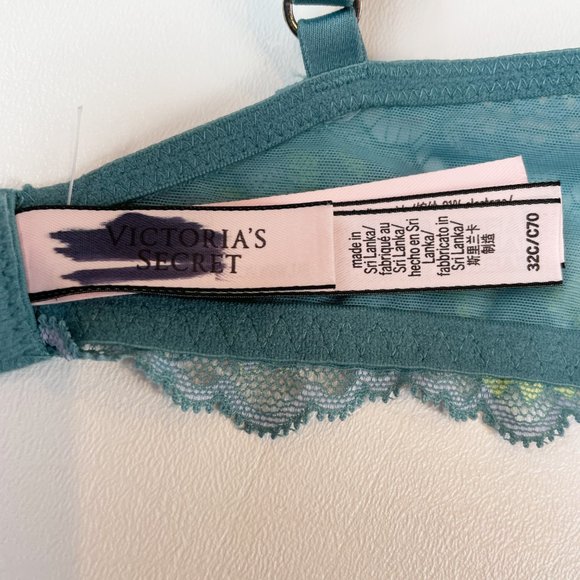 VICTORIA'S
SECRET
made in
Sri Lanka/
fabriqué au
Sri Lanka/
hecho en Sri
Lanka/
fabbricato in
Sri Lanka/
斯里兰卡
制造
32C/C70